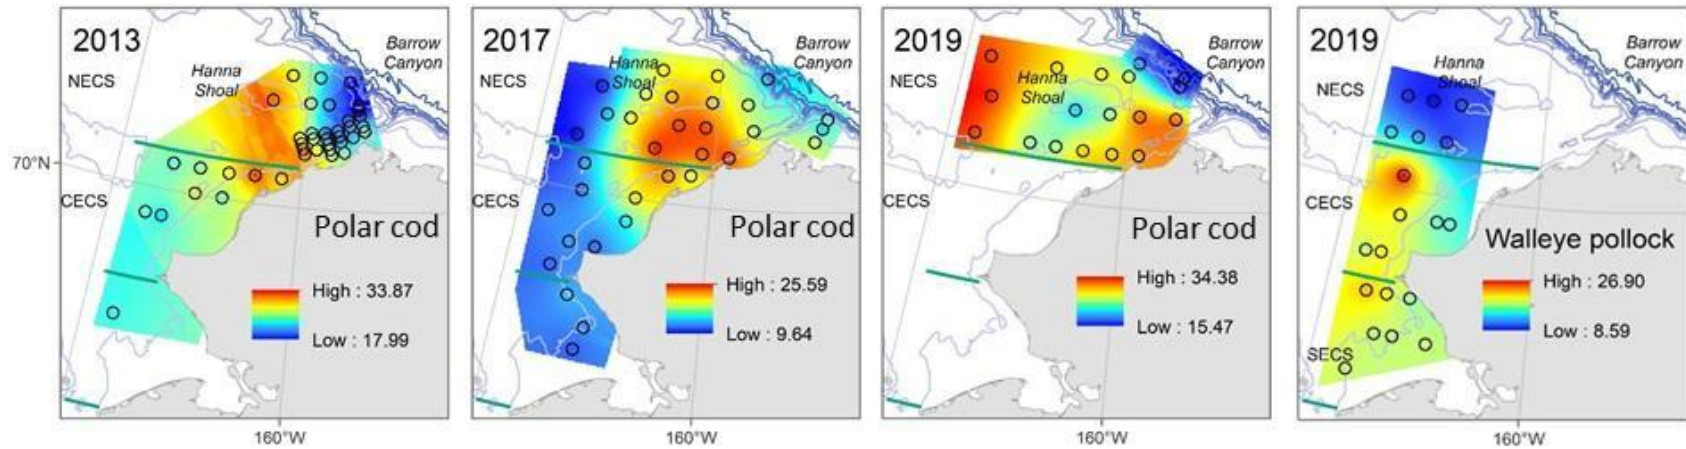 2013
Barrow
Canyon
Hanna
Shoal
NECS
70°N
CECS
Polar cod
High : 33.87
Low : 17.99
160°W
2017
Barrow
Canyon
Hanna
Shoal
NECS
CECS
Polar cod
High : 25.59
Low : 9.64
160°W
2019
Barrow
Canyon
NECS
Hanna
Shoal
Polar cod
High : 34.38
Low : 15.47
160°W
2019
Barrow
Canyon
Hanna
Shoal
NECS
CECS
Walleye pollock
High : 26.90
Low : 8.59
SECS
160°W